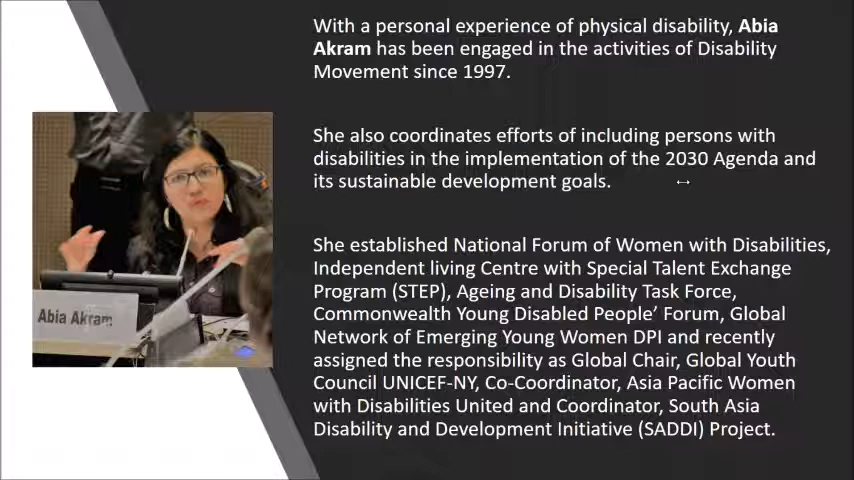 With a personal experience of physical disability, Abia
Akram has been engaged in the activities of Disability
Movement since 1997.
She also coordinates efforts of including persons with
disabilities in the implementation of the 2030 Agenda and
its sustainable development goals.
She established National Forum of Women with Disabilities,
Independent living Centre with Special Talent Exchange
Program (STEP), Ageing and Disability Task Force,
Commonwealth Young Disabled People’ Forum, Global
Network of Emerging Young Women DPI and recently
assigned the responsibility as Global Chair, Global Youth
Council UNICEF-NY, Co-Coordinator, Asia Pacific Women
with Disabilities United and Coordinator, South Asia
Disability and Development Initiative (SADDI) Project.
Abia Akram